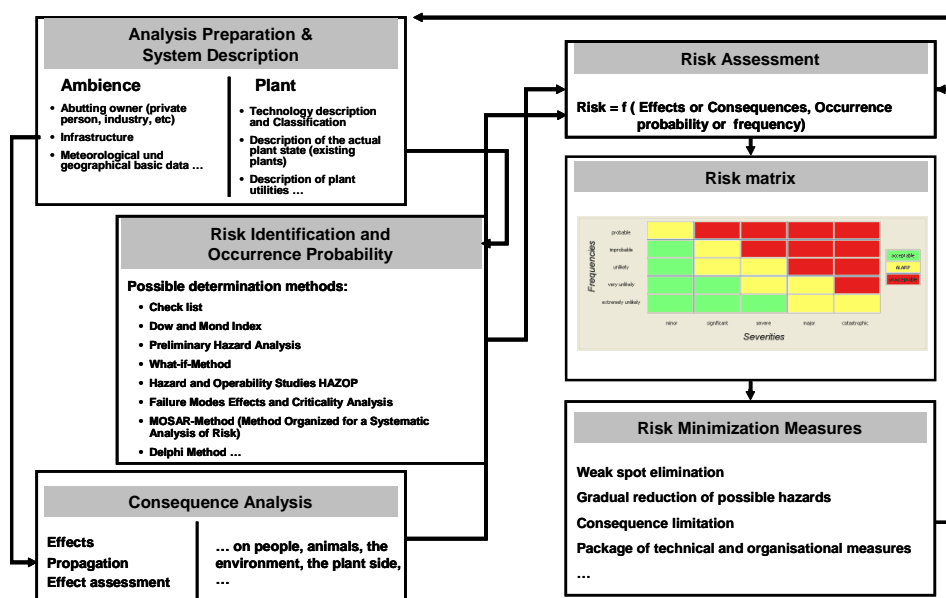 Analysis Preparation &
System Description
Ambience
• Abutting owner (private
person, industry, etc)
• Infrastructure
• Meteorological und
geographical basic data …
Plant
• Technology description
and Classification
• Description of the actual
plant state (existing
plants)
• Description of plant
utilities …
Risk Identification and
Occurrence Probability
Possible determination methods:
• Check list
• Dow and Mond Index
• Preliminary Hazard Analysis
• What-if-Method
• Hazard and Operability Studies HAZOP
• Failure Modes Effects and Criticality Analysis
• MOSAR-Method (Method Organized for a Systematic
Analysis of Risk)
• Delphi Method …
Consequence Analysis
Effects
Propagation
Effect assessment
… on people, animals, the
environment, the plant side,
…
Risk Assessment
Risk = f ( Effects or Consequences, Occurrence
probability or frequency)
Risk matrix
Frequencies
probable
improbable
unlikely
very unlikely
extremely unlikely
minor
significant
severe
major
catastrophic
Severities
acceptable
ALARP
unacceptable
Risk Minimization Measures
Weak spot elimination
Gradual reduction of possible hazards
Consequence limitation
Package of technical and organisational measures
…